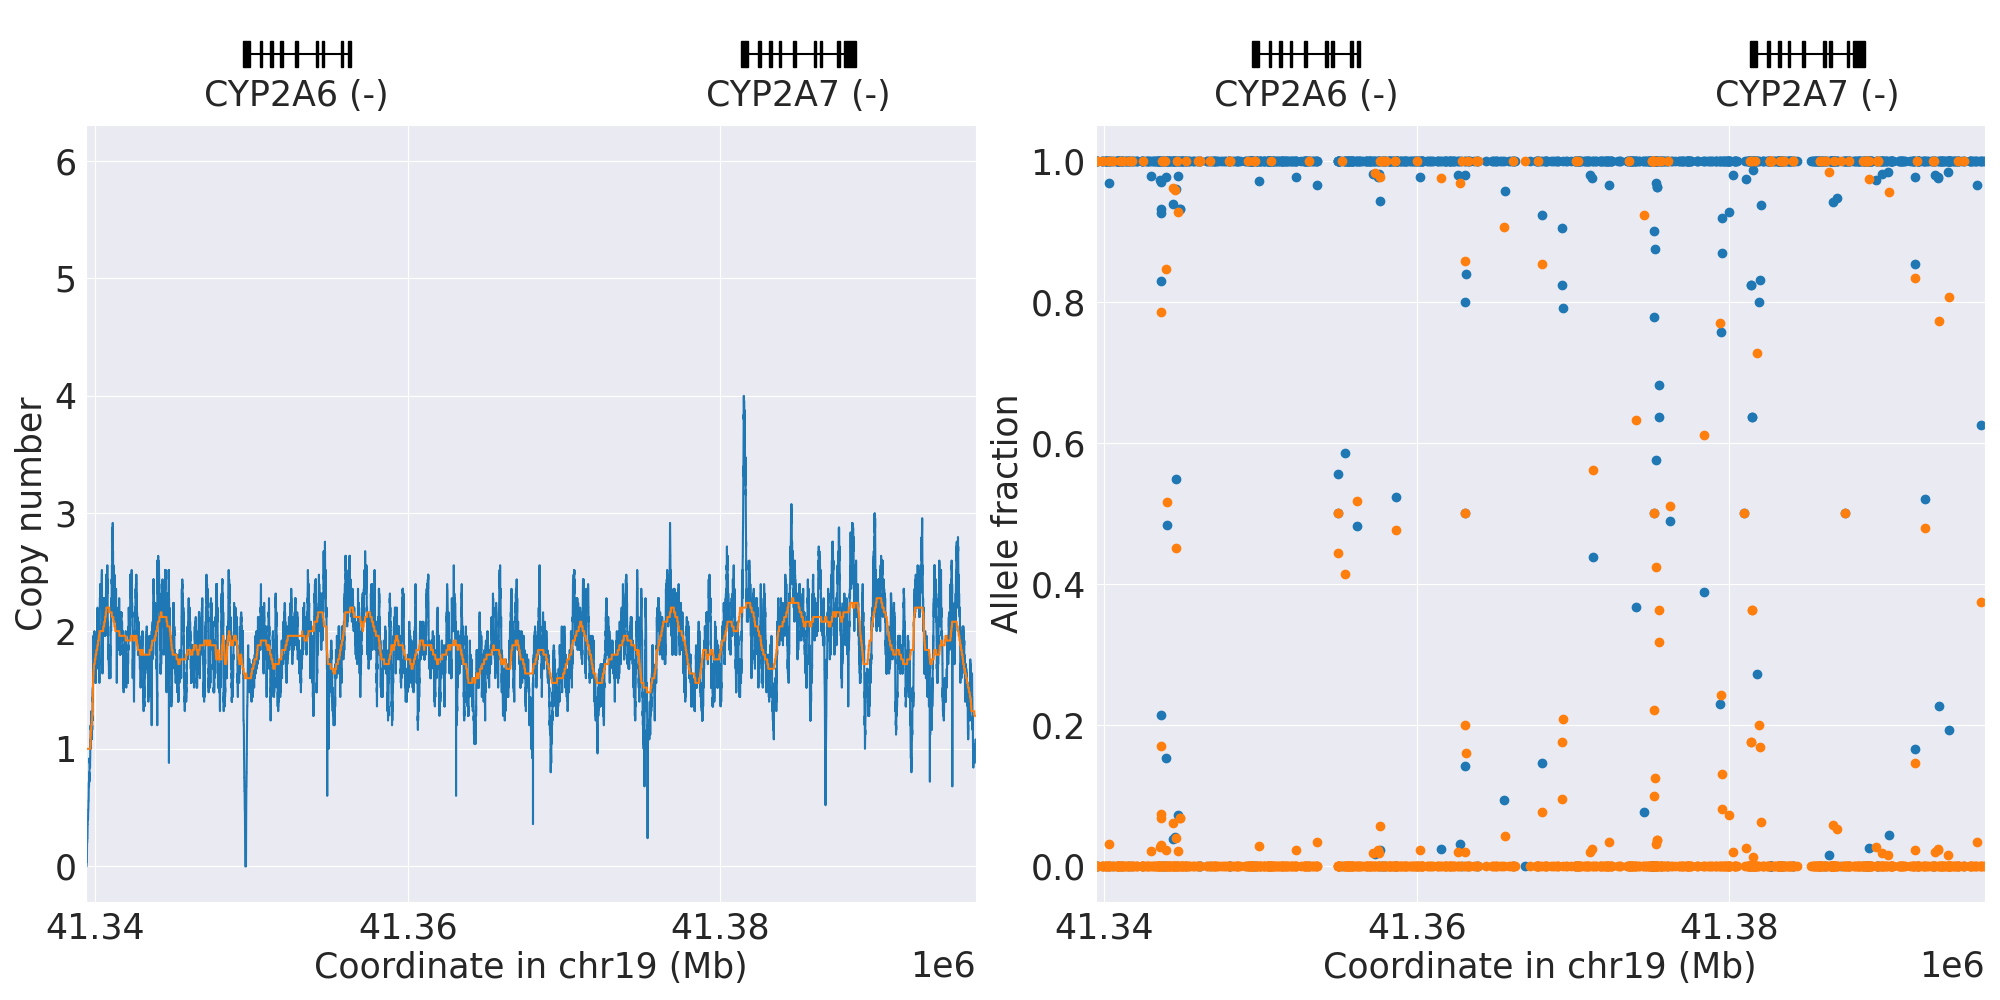 CYP2A6 (-)
CYP2A7 (-)
6
5
4
3
2
1
0
Copy number
41.34
41.36
41.38
Coordinate in chr19 (Mb)
1e6
CYP2A6 (-)
CYP2A7 (-)
1.0
0.8
0.6
0.4
0.2
0.0
Allele fraction
41.34
41.36
41.38
Coordinate in chr19 (Mb)
1e6